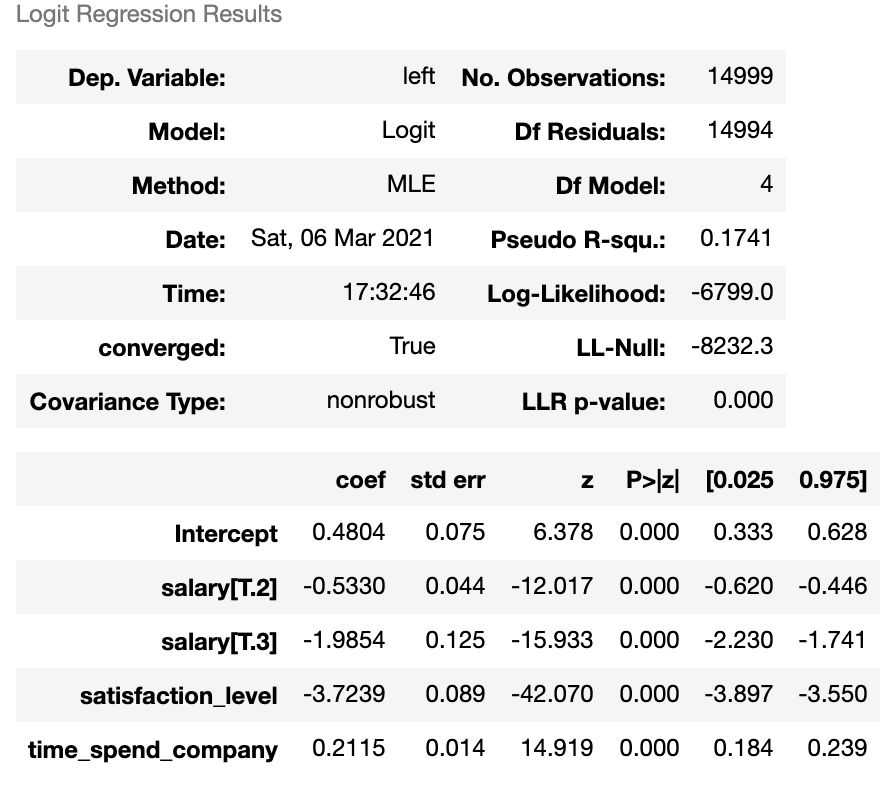 Logit Regression Results
Dep. Variable: left No. Observations: 14999
Model: Logit Df Residuals: 14994
Method: MLE Df Model: 4
Date: Sat, 06 Mar 2021 Pseudo R-squ.: 0.1741
Time: 17:32:46 Log-Likelihood: -6799.0
converged: True LL-Null: -8232.3
Covariance Type: nonrobust LLR p-value: 0.000
coef std err z P>|z| [0.025 0.975]
Intercept 0.4804 0.075 6.378 0.000 0.333 0.628
salary[T.2] -0.5330 0.044 -12.017 0.000 -0.620 -0.446
salary[T.3] -1.9854 0.125 -15.933 0.000 -2.230 -1.741
satisfaction_level -3.7239 0.089 -42.070 0.000 -3.897 -3.550
time_spend_company 0.2115 0.014 14.919 0.000 0.184 0.239